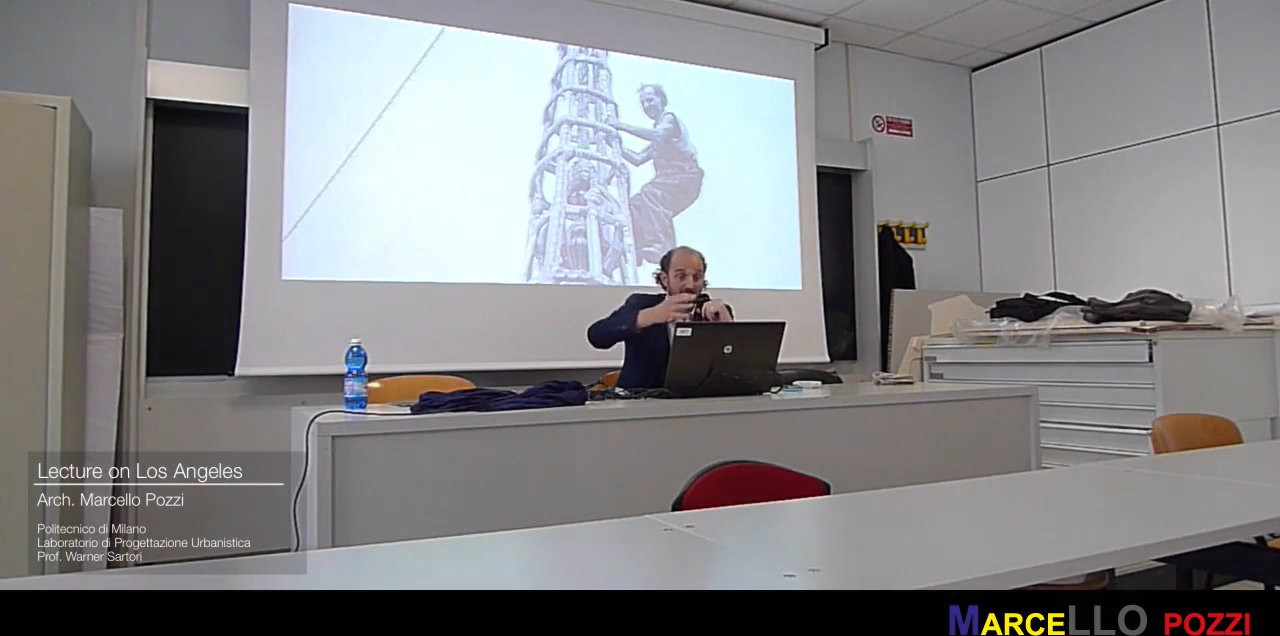 Lecture on Los Angeles
Arch. Marcello Pozzi
Politecnico di Milano
Laboratorio di Progettazione Urbanistica
Prof. Warner Sartori
MARCELLO POZZI